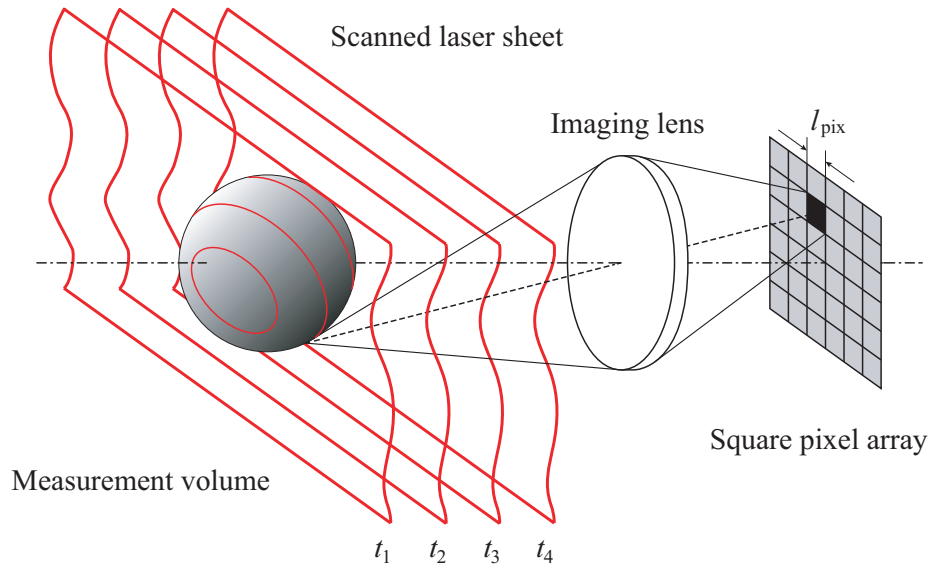 Scanned laser sheet
Imaging lens
l_pix
Square pixel array
Measurement volume
t_1 t_2 t_3 t_4